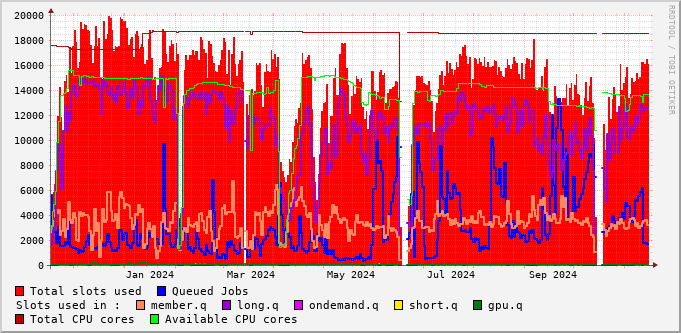 20000
18000
16000
14000
12000
10000
8000
6000
4000
2000
0
Jan 2024 Mar 2024 May 2024 Jul 2024 Sep 2024
Total slots used Queued Jobs
Slots used in : member.q long.q ondemand.q short.q gpu.q
Total CPU cores Available CPU cores
RRDTOOL / TOBI OETIKER